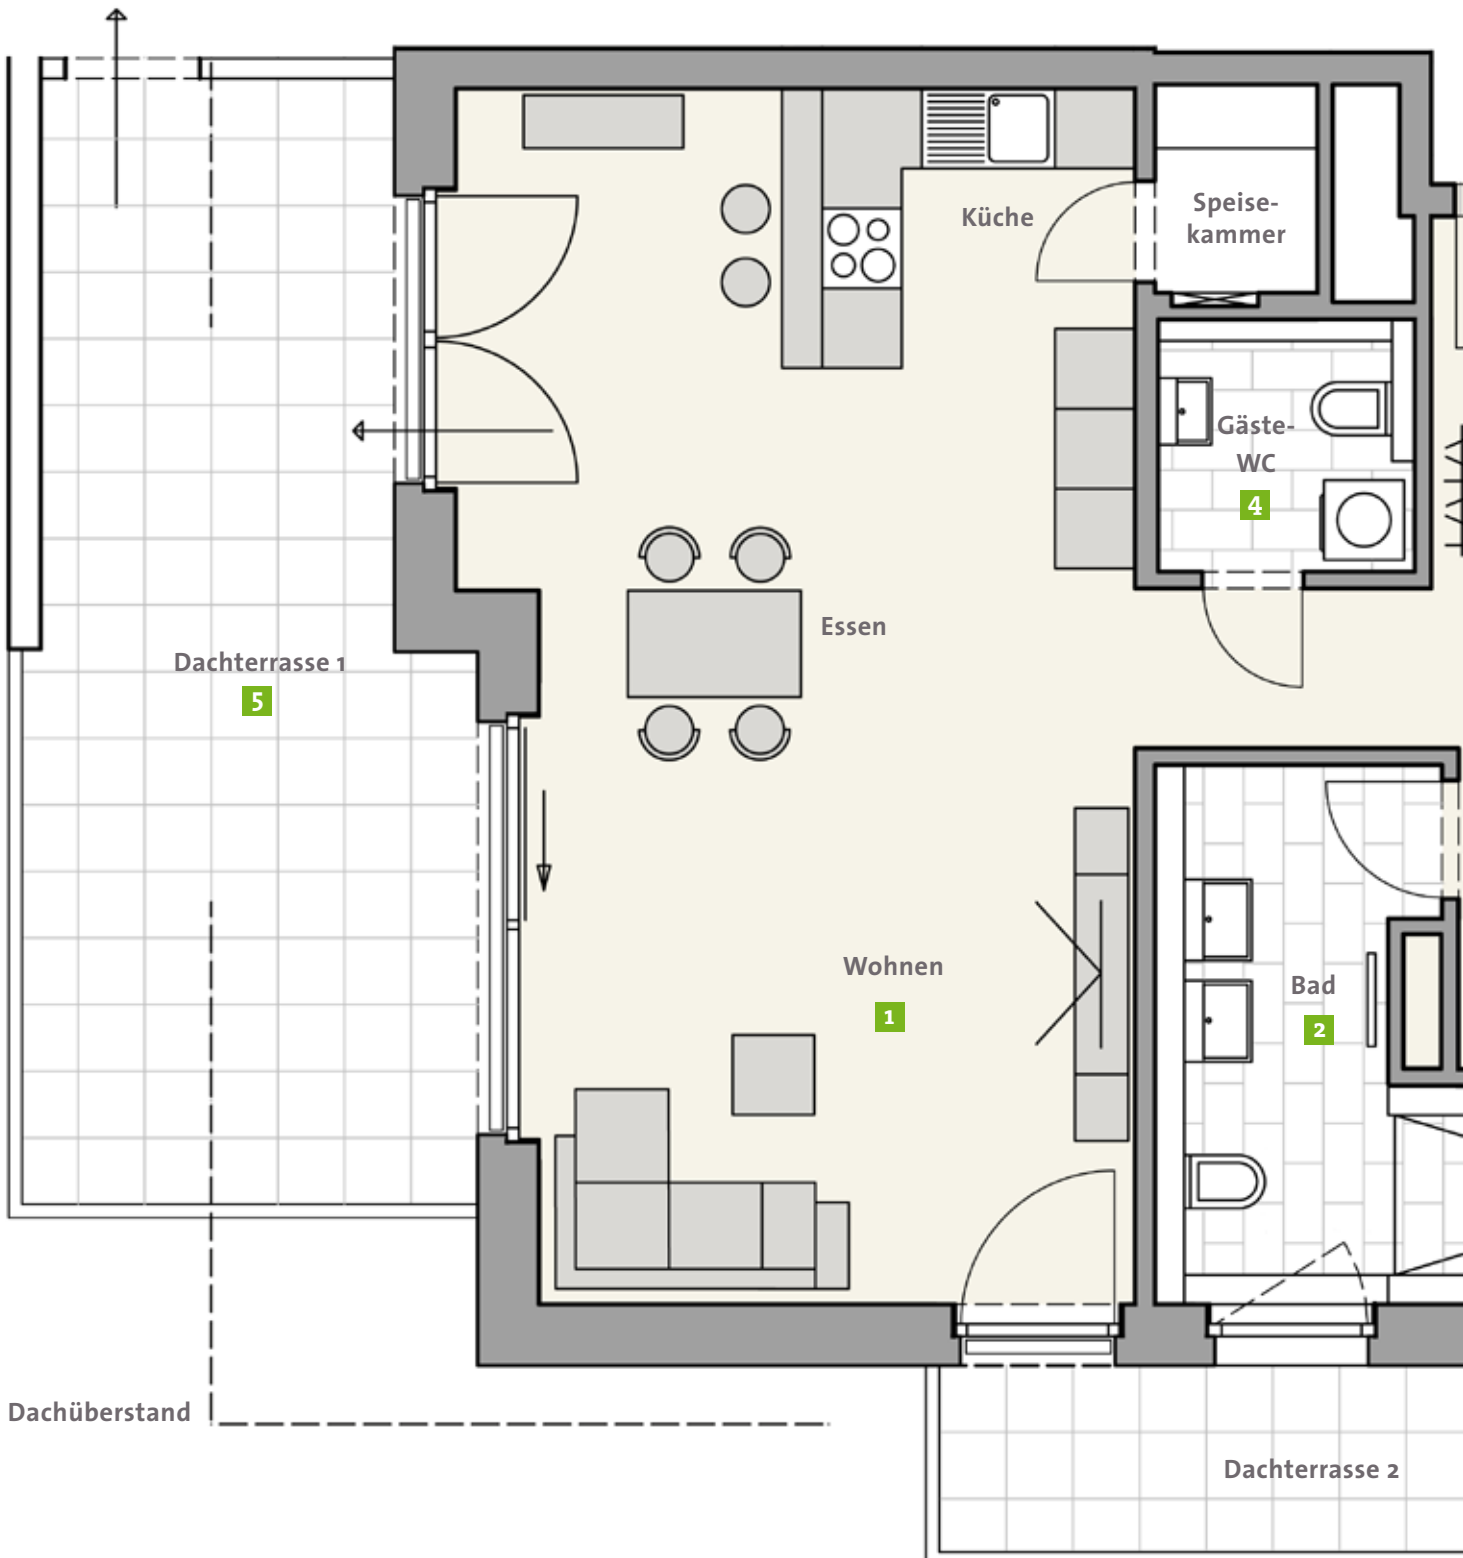 Küche
Speise-
kammer
Gäste-
WC
4
Essen
Dachterrasse 1
5
Wohnen
1
Bad
2
Dachüberstand
Dachterrasse 2